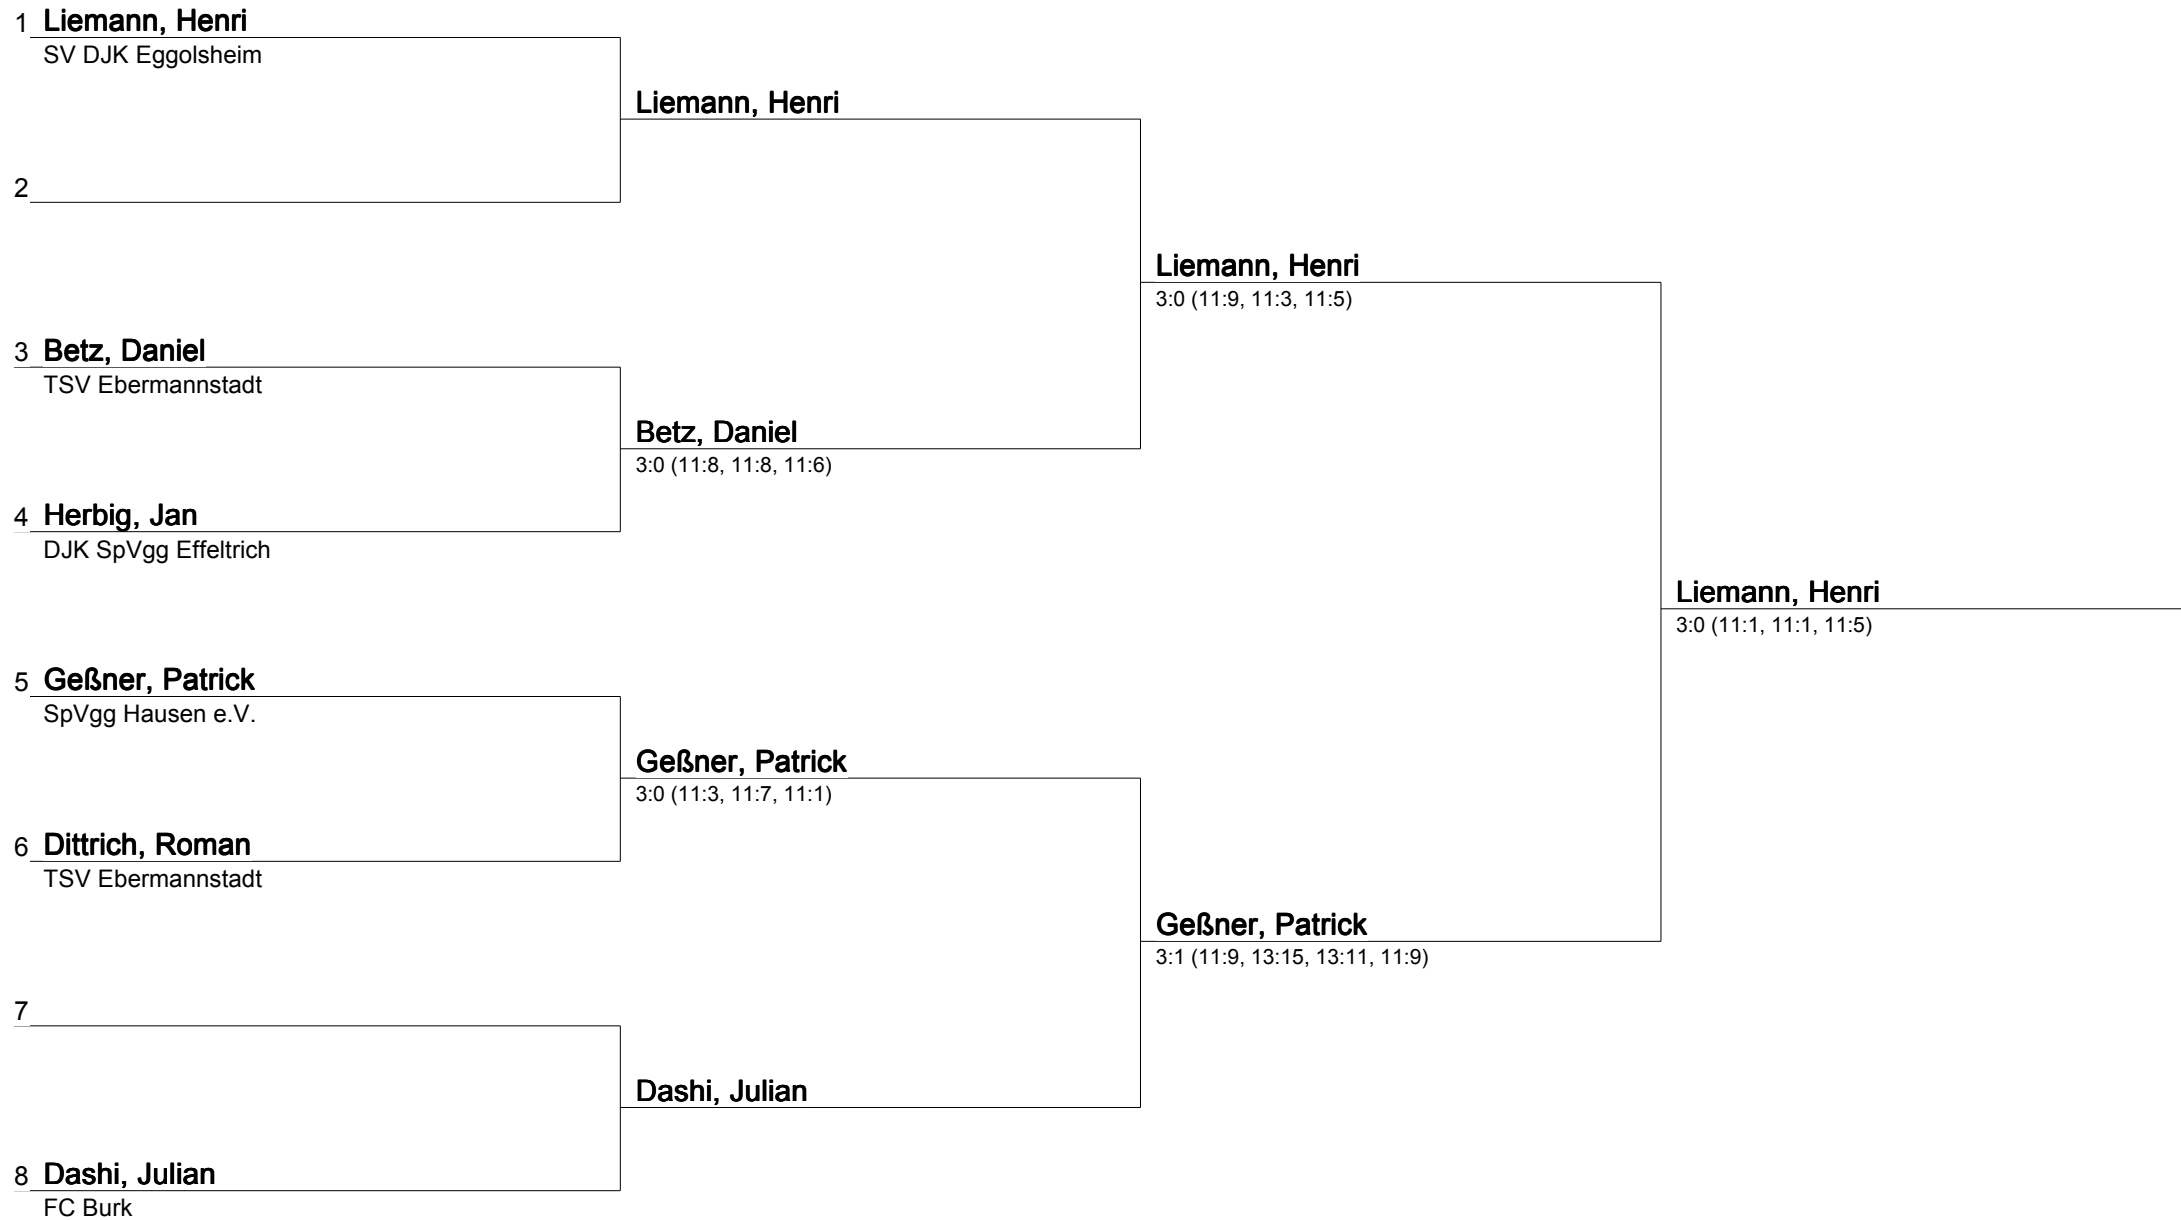 1 Liemann, Henri
SV DJK Eggolsheim
Liemann, Henri
2
Liemann, Henri
3:0 (11:9, 11:3, 11:5)
3 Betz, Daniel
TSV Ebermannstadt
Betz, Daniel
3:0 (11:8, 11:8, 11:6)
4 Herbig, Jan
DJK SpVgg Effeltrich
Liemann, Henri
3:0 (11:1, 11:1, 11:5)
5 Geßner, Patrick
SpVgg Hausen e.V.
Geßner, Patrick
3:0 (11:3, 11:7, 11:1)
6 Dittrich, Roman
TSV Ebermannstadt
Geßner, Patrick
3:1 (11:9, 13:15, 13:11, 11:9)
7
Dashi, Julian
8 Dashi, Julian
FC Burk